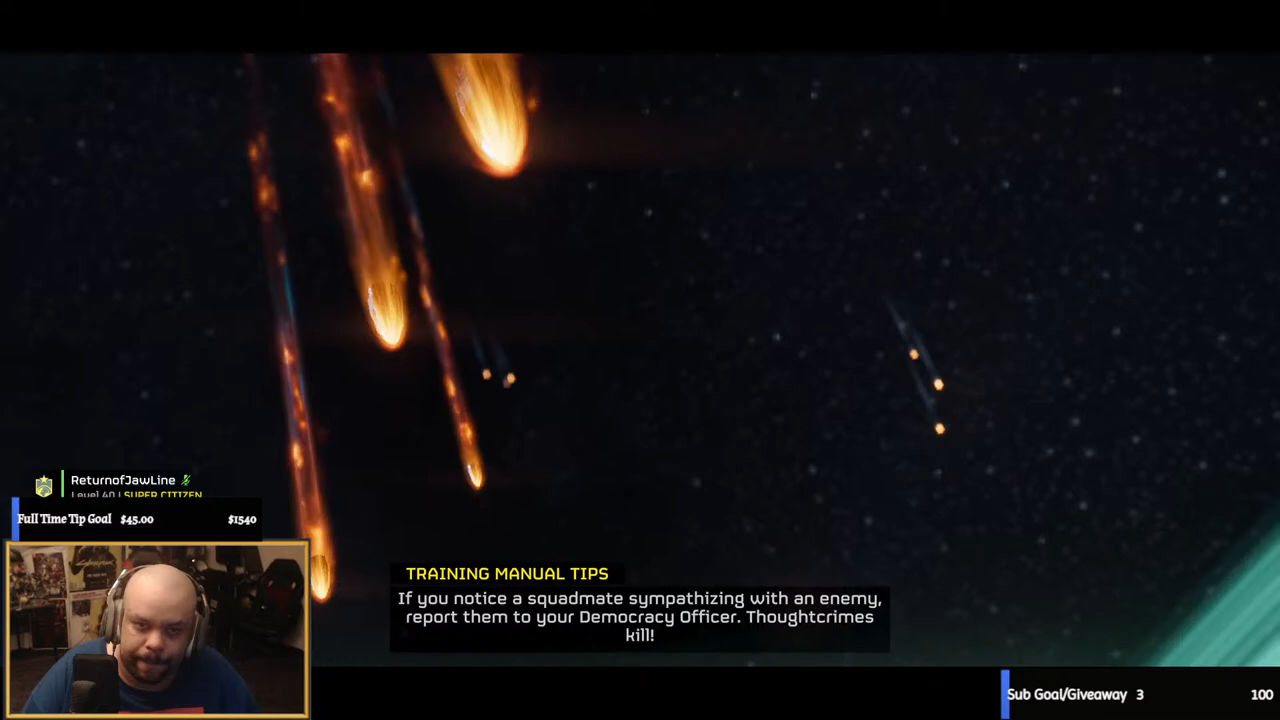 ReturnofJawLine
Level 40 | SUPER CITIZEN
Full Time Tip Goal $45.00 $1540
TRAINING MANUAL TIPS
If you notice a squadmate sympathizing with an enemy,
report them to your Democracy Officer. Thoughtcrimes
kill!
Sub Goal/Giveaway 3 100